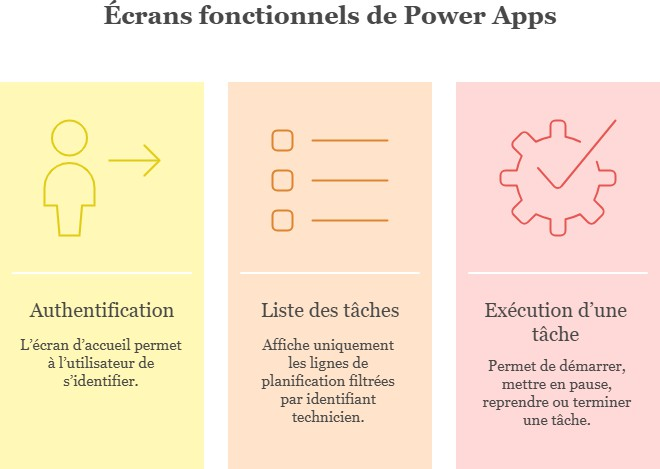 Écrans fonctionnels de Power Apps
Authentification
L’écran d’accueil permet
à l’utilisateur de
s’identifier.
Liste des tâches
Affiche uniquement
les lignes de
planification filtrées
par identifiant
technicien.
Exécution d’une
tâche
Permet de démarrer,
mettre en pause,
reprendre ou terminer
une tâche.